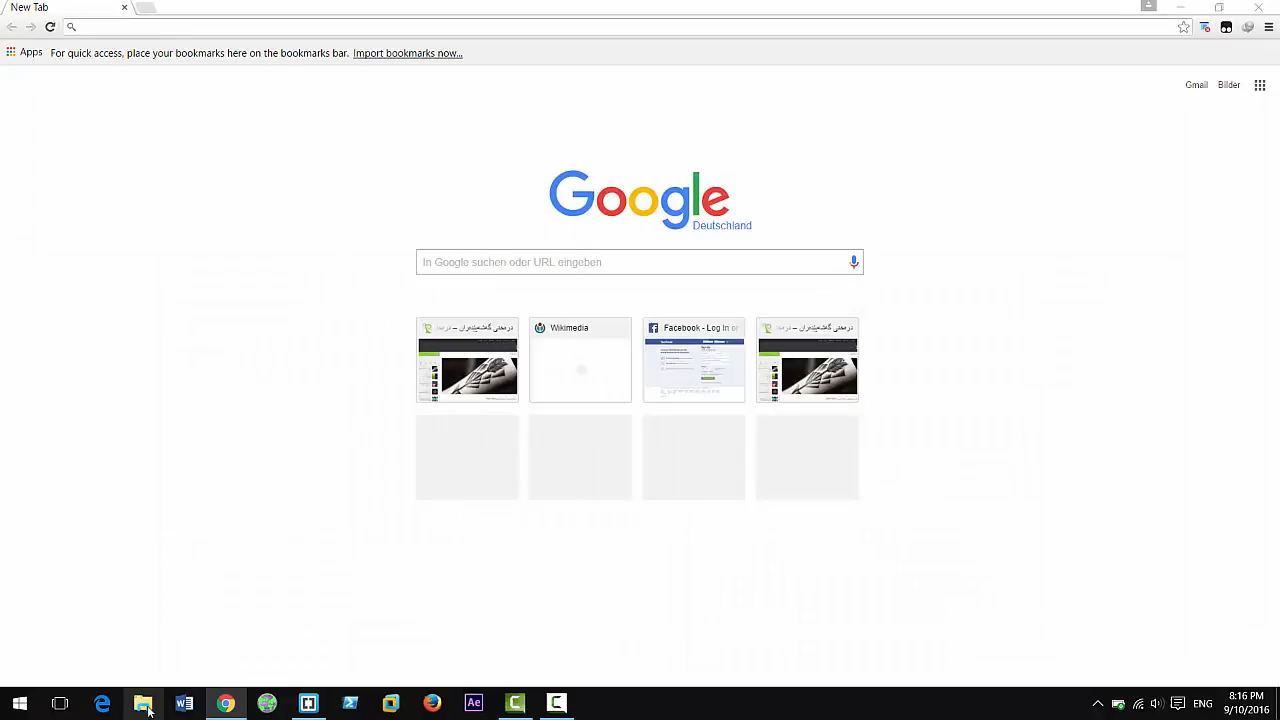 New Tab
Apps For quick access, place your bookmarks here on the bookmarks bar. Import bookmarks now...
Gmail Bilder
Google
Deutschland
In Google suchen oder URL eingeben
Wikimedia
Facebook - Log In or
Ae
8:16 PM
ENG
9/10/2016